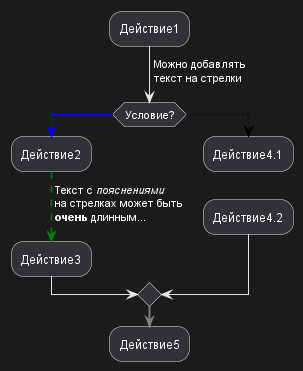 Действие1
Можно добавлять
текст на стрелки
Условие?
Действие2
Действие4.1
Текст с пояснениями
на стрелках может быть
очень длинным...
Действие4.2
Действие3
Действие5